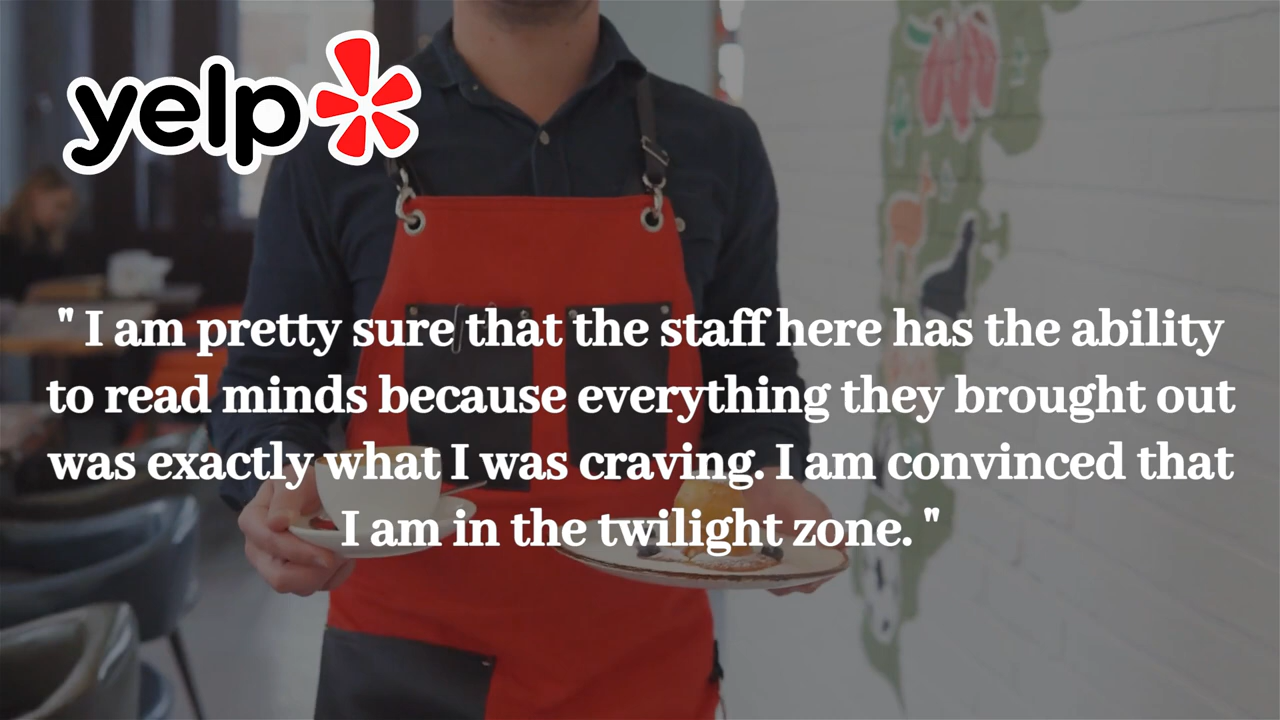 yelp
" I am pretty sure that the staff here has the ability
to read minds because everything they brought out
was exactly what I was craving. I am convinced that
I am in the twilight zone. "